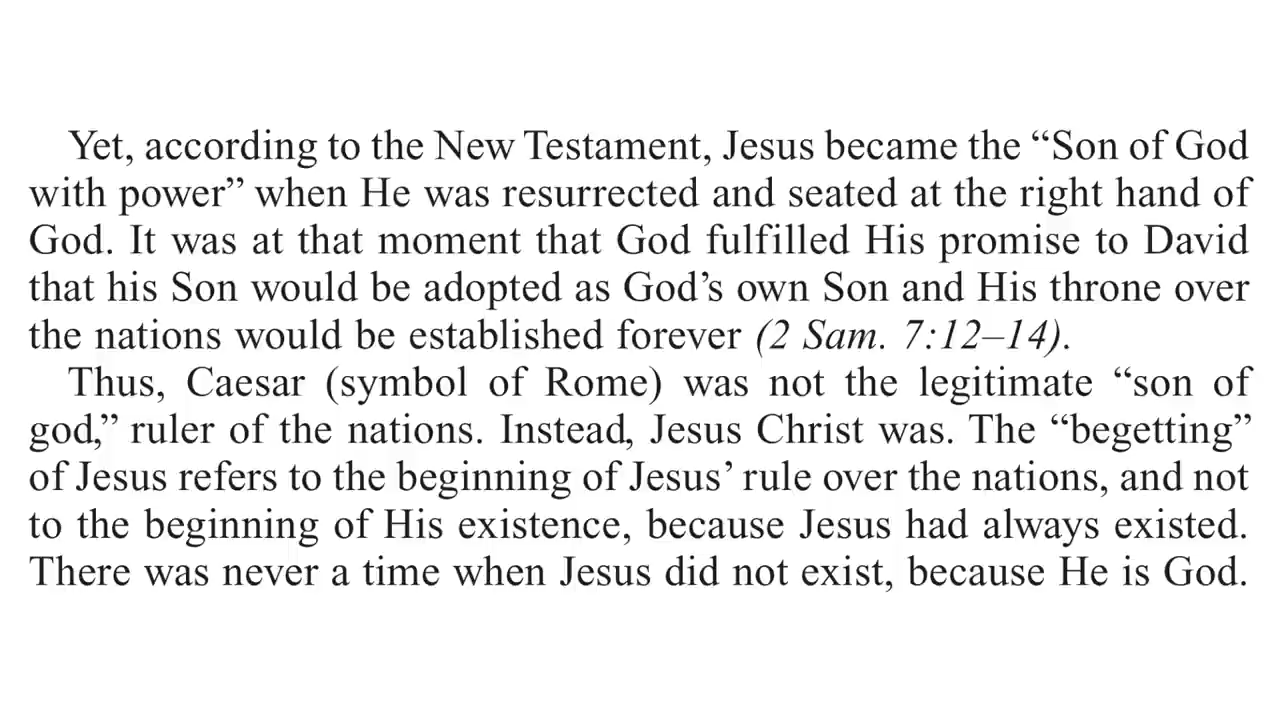 Yet, according to the New Testament, Jesus became the “Son of God
with power” when He was resurrected and seated at the right hand of
God. It was at that moment that God fulfilled His promise to David
that his Son would be adopted as God’s own Son and His throne over
the nations would be established forever (2 Sam. 7:12–14).
Thus, Caesar (symbol of Rome) was not the legitimate “son of
god,” ruler of the nations. Instead, Jesus Christ was. The “begetting”
of Jesus refers to the beginning of Jesus’ rule over the nations, and not
to the beginning of His existence, because Jesus had always existed.
There was never a time when Jesus did not exist, because He is God.